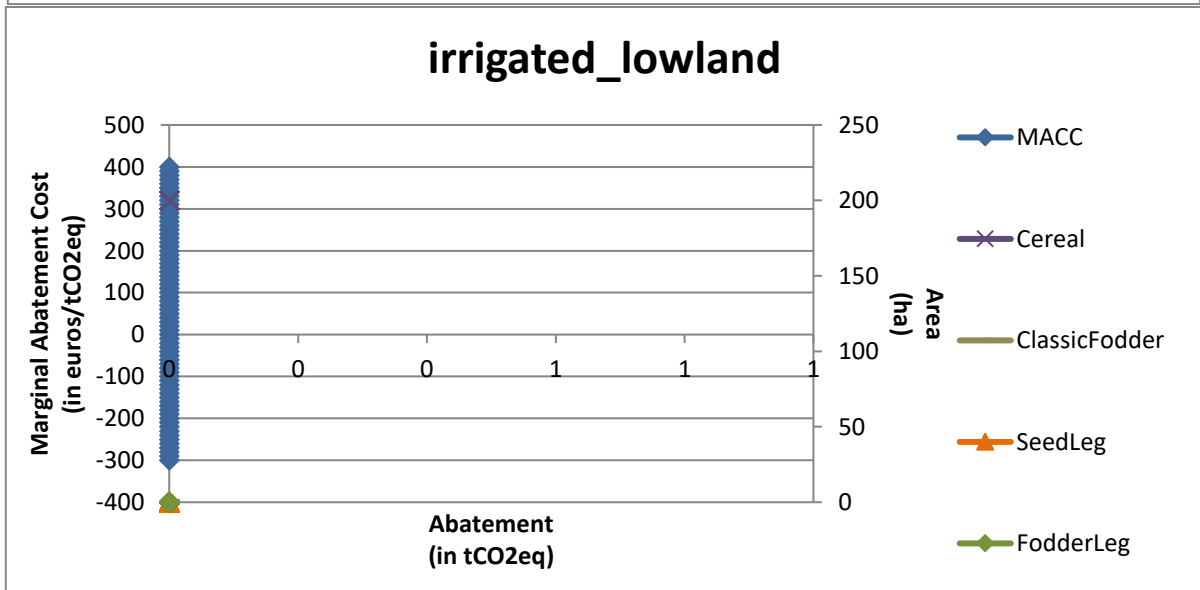 irrigated_lowland
Marginal Abatement Cost
(in euros/tCO2eq)
500
400
300
200
100
0
-100
-200
-300
-400
0
0
0
1
1
1
Abatement
(in tCO2eq)
250
200
150
100
50
0
Area
(ha)
MACC
Cereal
ClassicFodder
SeedLeg
FodderLeg